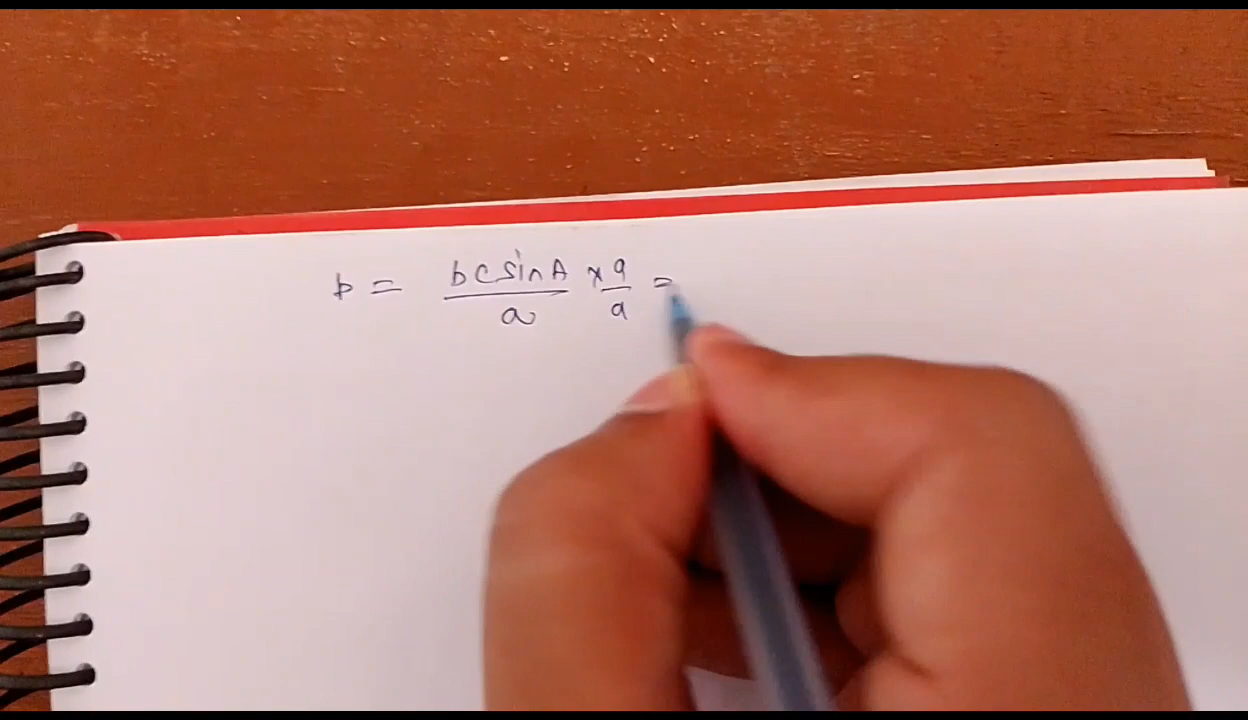 p = bc sin A / a × a / a =